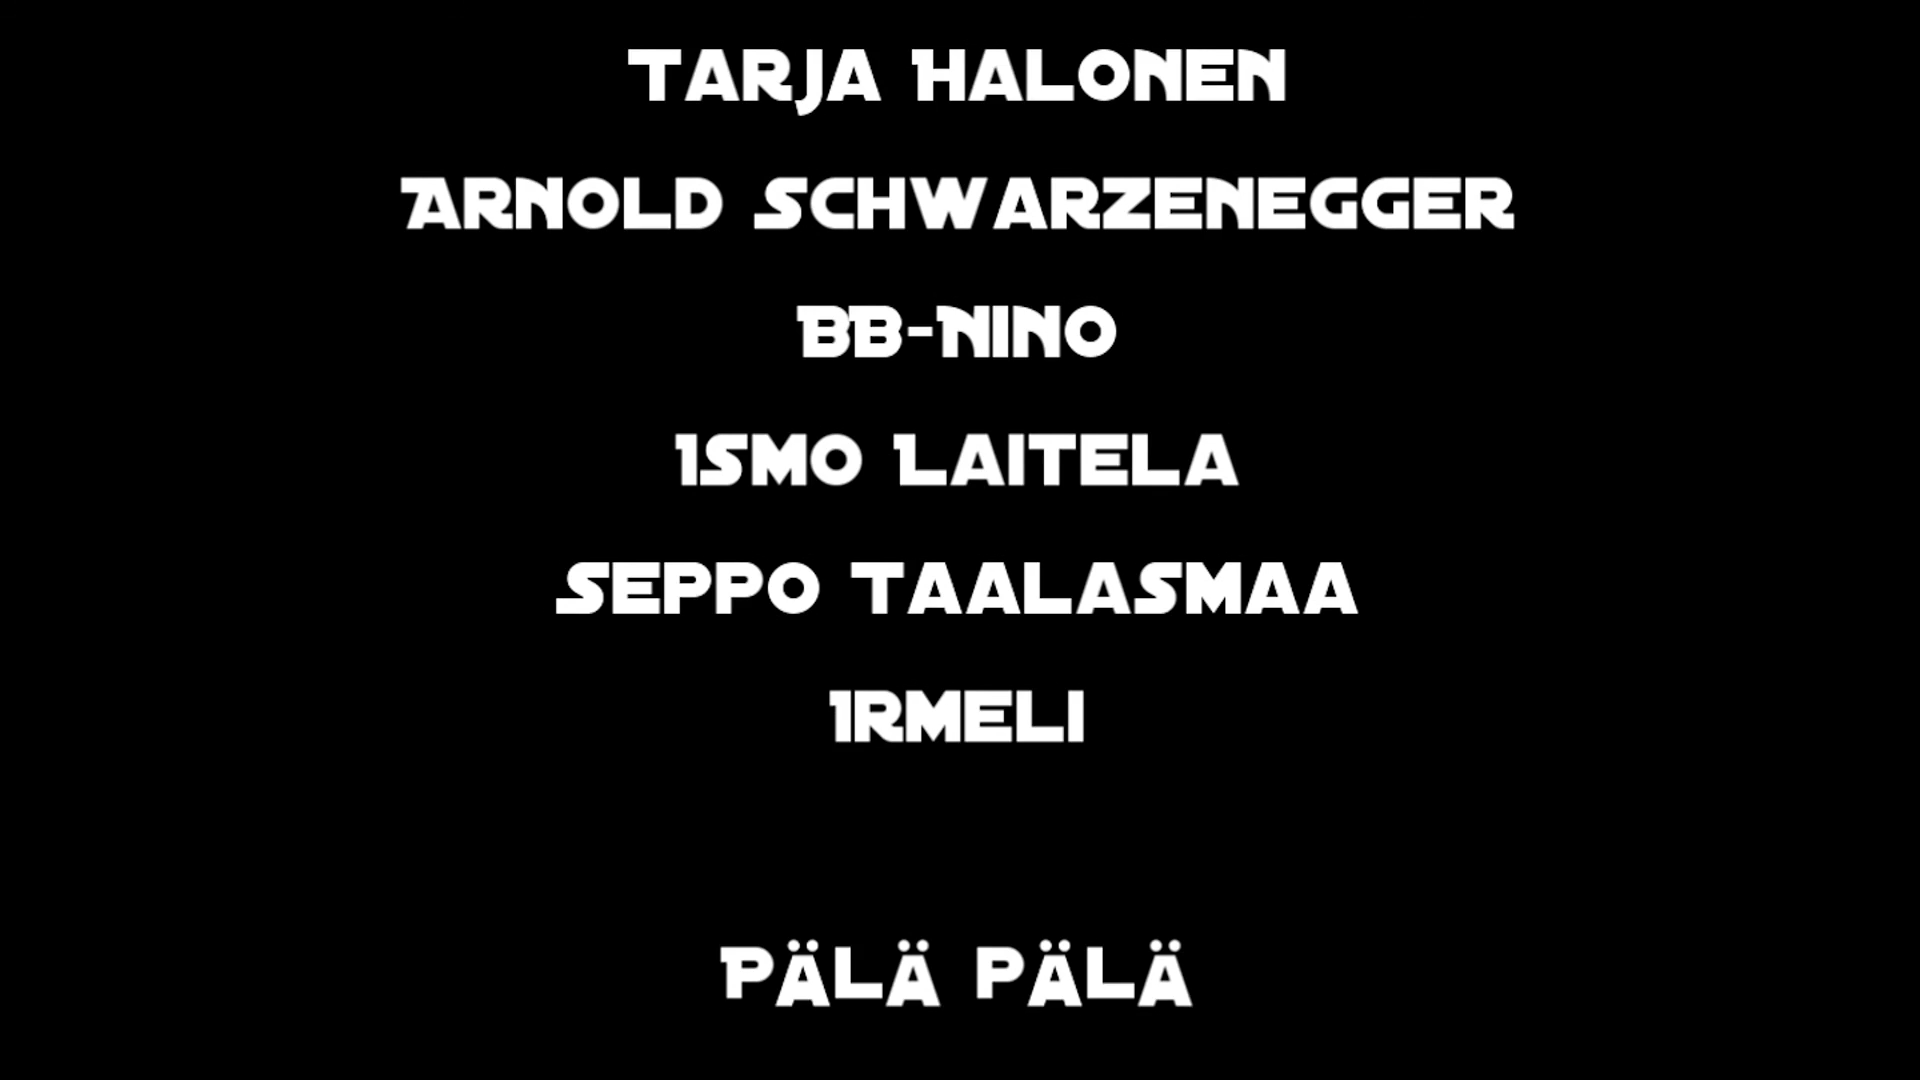 Tarja Halonen
Arnold Schwarzenegger
BB-Nino
Ismo Laitela
Seppo Taalasmaa
Irmeli
Pälä pälä